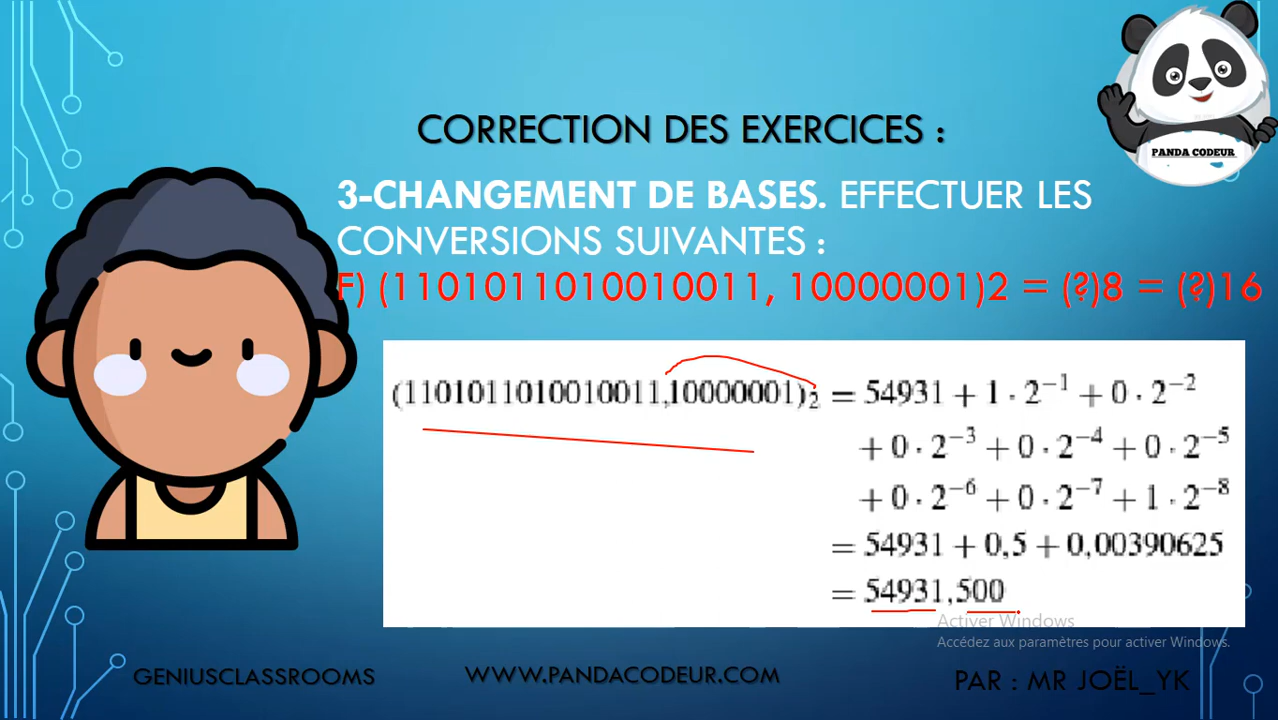 PANDA CODEUR
CORRECTION DES EXERCICES :
3-CHANGEMENT DE BASES. EFFECTUER LES
CONVERSIONS SUIVANTES :
F) (1101011010010011, 10000001)2 = (?)8 = (?)16
(1101011010010011,10000001)₂ = 54931 + 1 · 2⁻¹ + 0 · 2⁻²
+ 0 · 2⁻³ + 0 · 2⁻⁴ + 0 · 2⁻⁵
+ 0 · 2⁻⁶ + 0 · 2⁻⁷ + 1 · 2⁻⁸
= 54931 + 0,5 + 0,00390625
= 54931,500
Activer Windows
Accédez aux paramètres pour activer Windows.
GENIUSCLASSROOMS
WWW.PANDACODEUR.COM
PAR : MR JOËL_YK